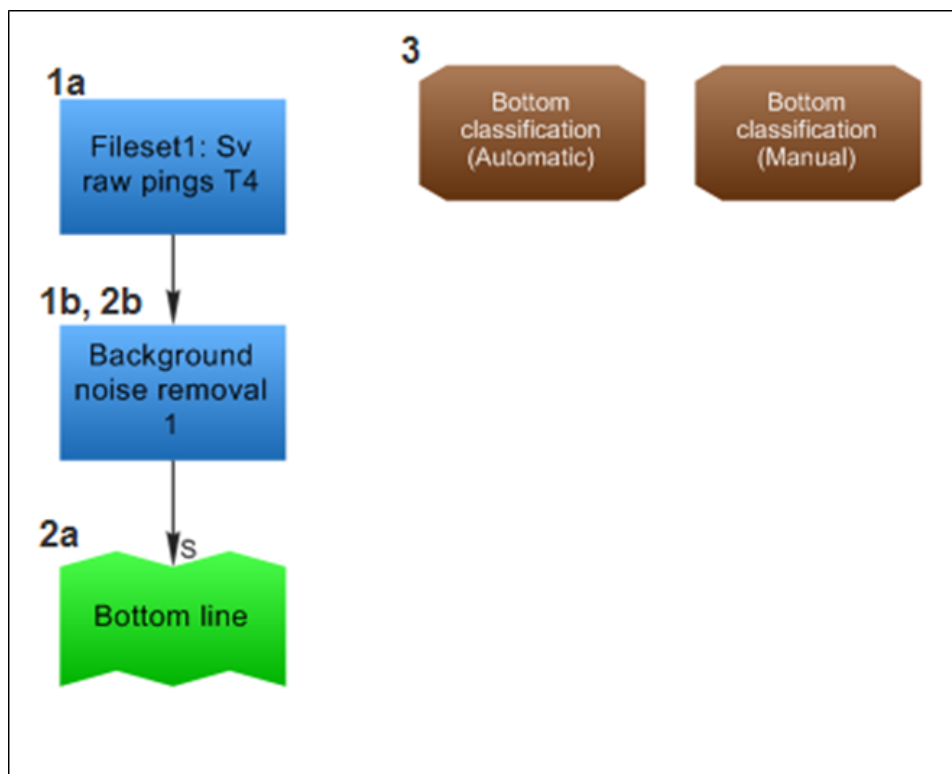 1a
Fileset1: Sv
raw pings T4
1b, 2b
Background
noise removal
1
2a
S
Bottom line
3
Bottom
classification
(Automatic)
Bottom
classification
(Manual)